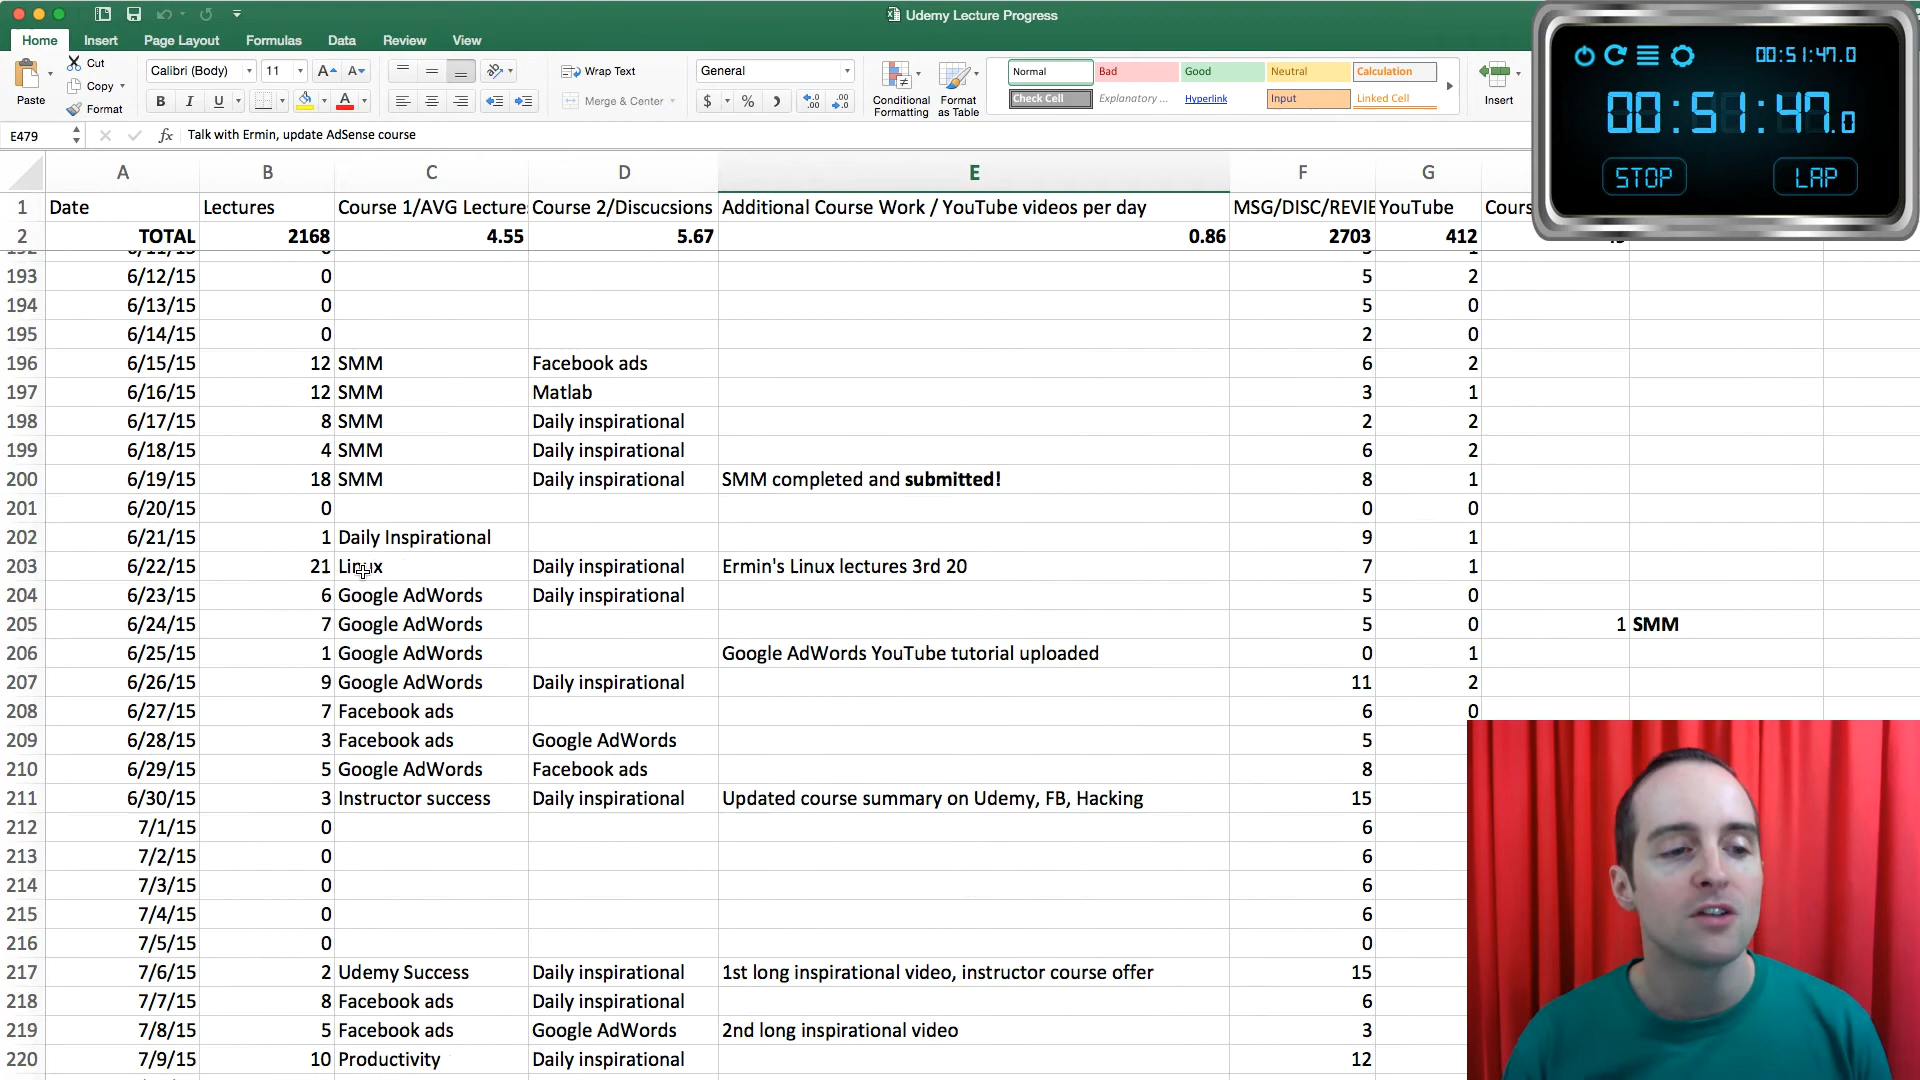 Udemy Lecture Progress
Home Insert Page Layout Formulas Data Review View
Paste Cut Copy Format
Calibri (Body) 11
B I U A
Wrap Text
Merge & Center
General
$ %
Conditional Formatting
Format as Table
Normal Bad Good Neutral Calculation
Check Cell Explanatory ... Hyperlink Input Linked Cell
Insert
00:51:47.0
00:51:47.0
STOP LAP
E479 fx Talk with Ermin, update AdSense course
A B C D E F G
1 Date Lectures Course 1/AVG Lecture Course 2/Discucsions Additional Course Work / YouTube videos per day MSG/DISC/REVIE YouTube Cours
2 TOTAL 2168 4.55 5.67 0.86 2703 412
193 6/12/15 0 5 2
194 6/13/15 0 5 0
195 6/14/15 0 2 0
196 6/15/15 12 SMM Facebook ads 6 2
197 6/16/15 12 SMM Matlab 3 1
198 6/17/15 8 SMM Daily inspirational 2 2
199 6/18/15 4 SMM Daily inspirational 6 2
200 6/19/15 18 SMM Daily inspirational SMM completed and submitted! 8 1
201 6/20/15 0 0 0
202 6/21/15 1 Daily Inspirational 9 1
203 6/22/15 21 Linux Daily inspirational Ermin's Linux lectures 3rd 20 7 1
204 6/23/15 6 Google AdWords Daily inspirational 5 0
205 6/24/15 7 Google AdWords 5 0 1 SMM
206 6/25/15 1 Google AdWords Google AdWords YouTube tutorial uploaded 0 1
207 6/26/15 9 Google AdWords Daily inspirational 11 2
208 6/27/15 7 Facebook ads 6 0
209 6/28/15 3 Facebook ads Google AdWords 5
210 6/29/15 5 Google AdWords Facebook ads 8
211 6/30/15 3 Instructor success Daily inspirational Updated course summary on Udemy, FB, Hacking 15
212 7/1/15 0 6
213 7/2/15 0 6
214 7/3/15 0 6
215 7/4/15 0 6
216 7/5/15 0 0
217 7/6/15 2 Udemy Success Daily inspirational 1st long inspirational video, instructor course offer 15
218 7/7/15 8 Facebook ads Daily inspirational 6
219 7/8/15 5 Facebook ads Google AdWords 2nd long inspirational video 3
220 7/9/15 10 Productivity Daily inspirational 12